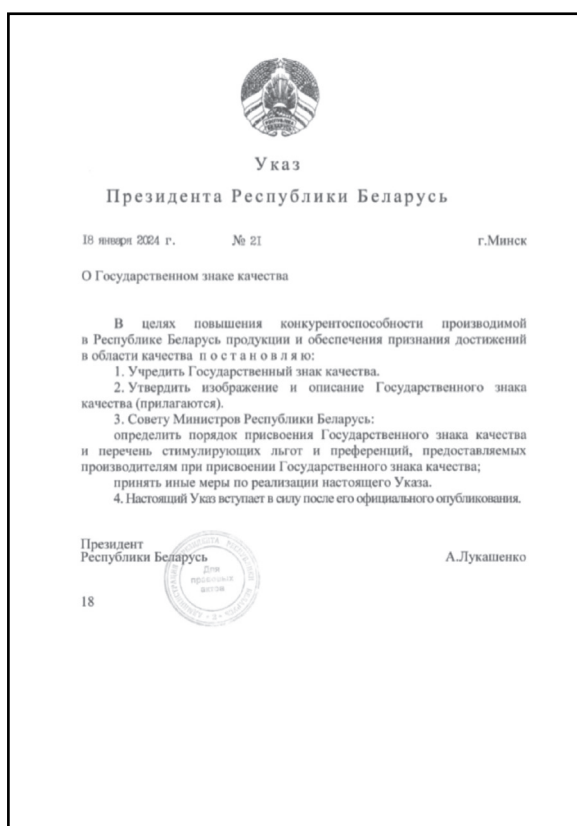 Указ
Президента Республики Беларусь
18 января 2024 г. № 21 г.Минск
О Государственном знаке качества
В целях повышения конкурентоспособности производимой
в Республике Беларусь продукции и обеспечения признания достижений
в области качества п о с т а н о в л я ю:
1. Учредить Государственный знак качества.
2. Утвердить изображение и описание Государственного знака
качества (прилагаются).
3. Совету Министров Республики Беларусь:
определить порядок присвоения Государственного знака качества
и перечень стимулирующих льгот и преференций, предоставляемых
производителям при присвоении Государственного знака качества;
принять иные меры по реализации настоящего Указа.
4. Настоящий Указ вступает в силу после его официального опубликования.
Президент
Республики Беларусь А.Лукашенко
Для
правовых
актов
18